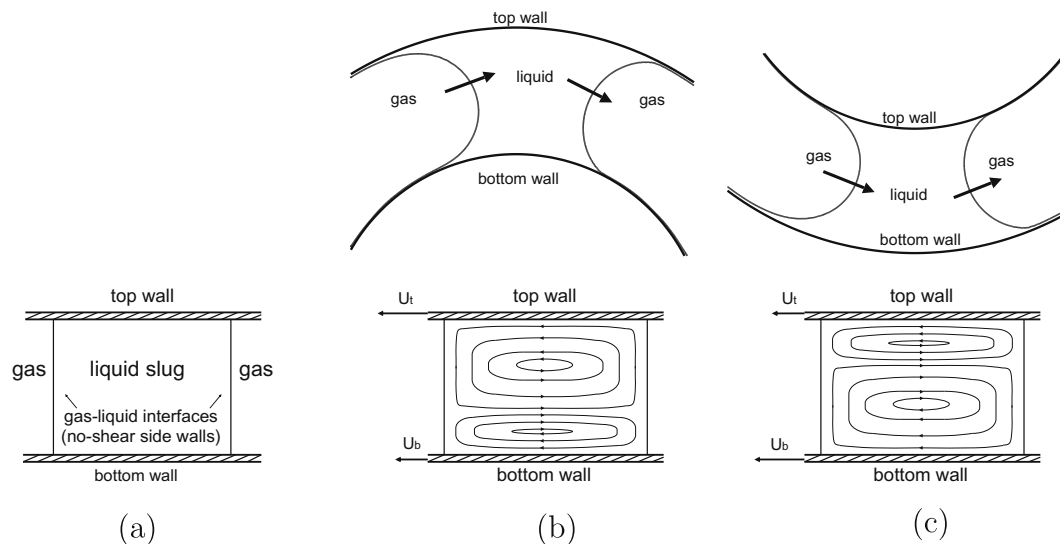 top wall
liquid
gas
gas
bottom wall
top wall
gas
gas
liquid
bottom wall
top wall
gas
liquid slug
gas
gas-liquid interfaces
(no-shear side walls)
bottom wall
Ut
top wall
Ub
bottom wall
Ut
top wall
Ub
bottom wall
(a)
(b)
(c)